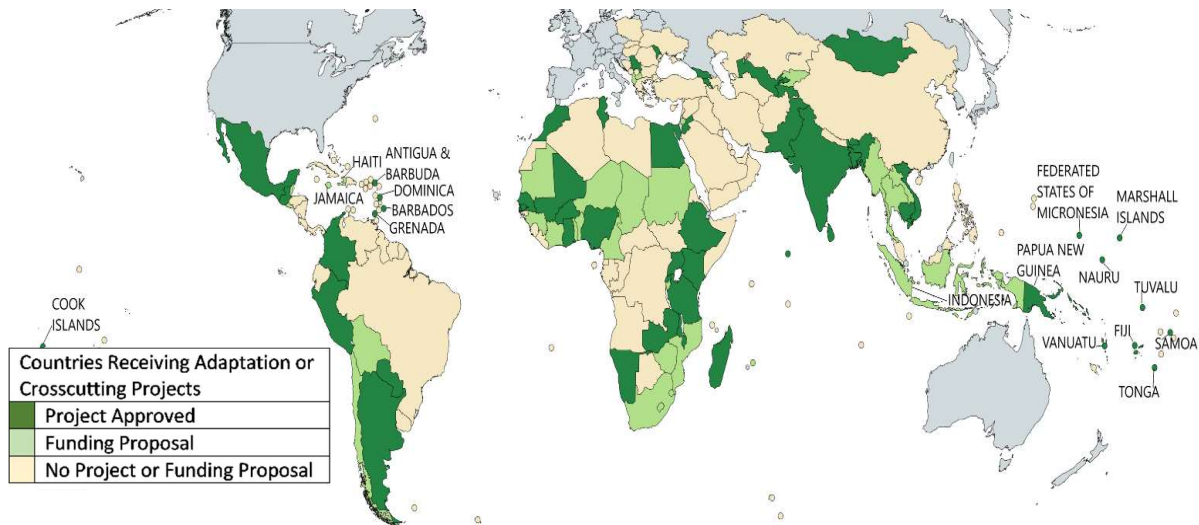 HAITI
ANTIGUA &
BARBUDA
JAMAICA
DOMINICA
BARBADOS
GRENADA
FEDERATED
STATES OF
MICRONESIA
MARSHALL
ISLANDS
PAPUA NEW
GUINEA
NAURU
INDONESIA
TUVALU
COOK
ISLANDS
VANUATU
FIJI
SAMOA
TONGA
Countries Receiving Adaptation or
Crosscutting Projects
Project Approved
Funding Proposal
No Project or Funding Proposal